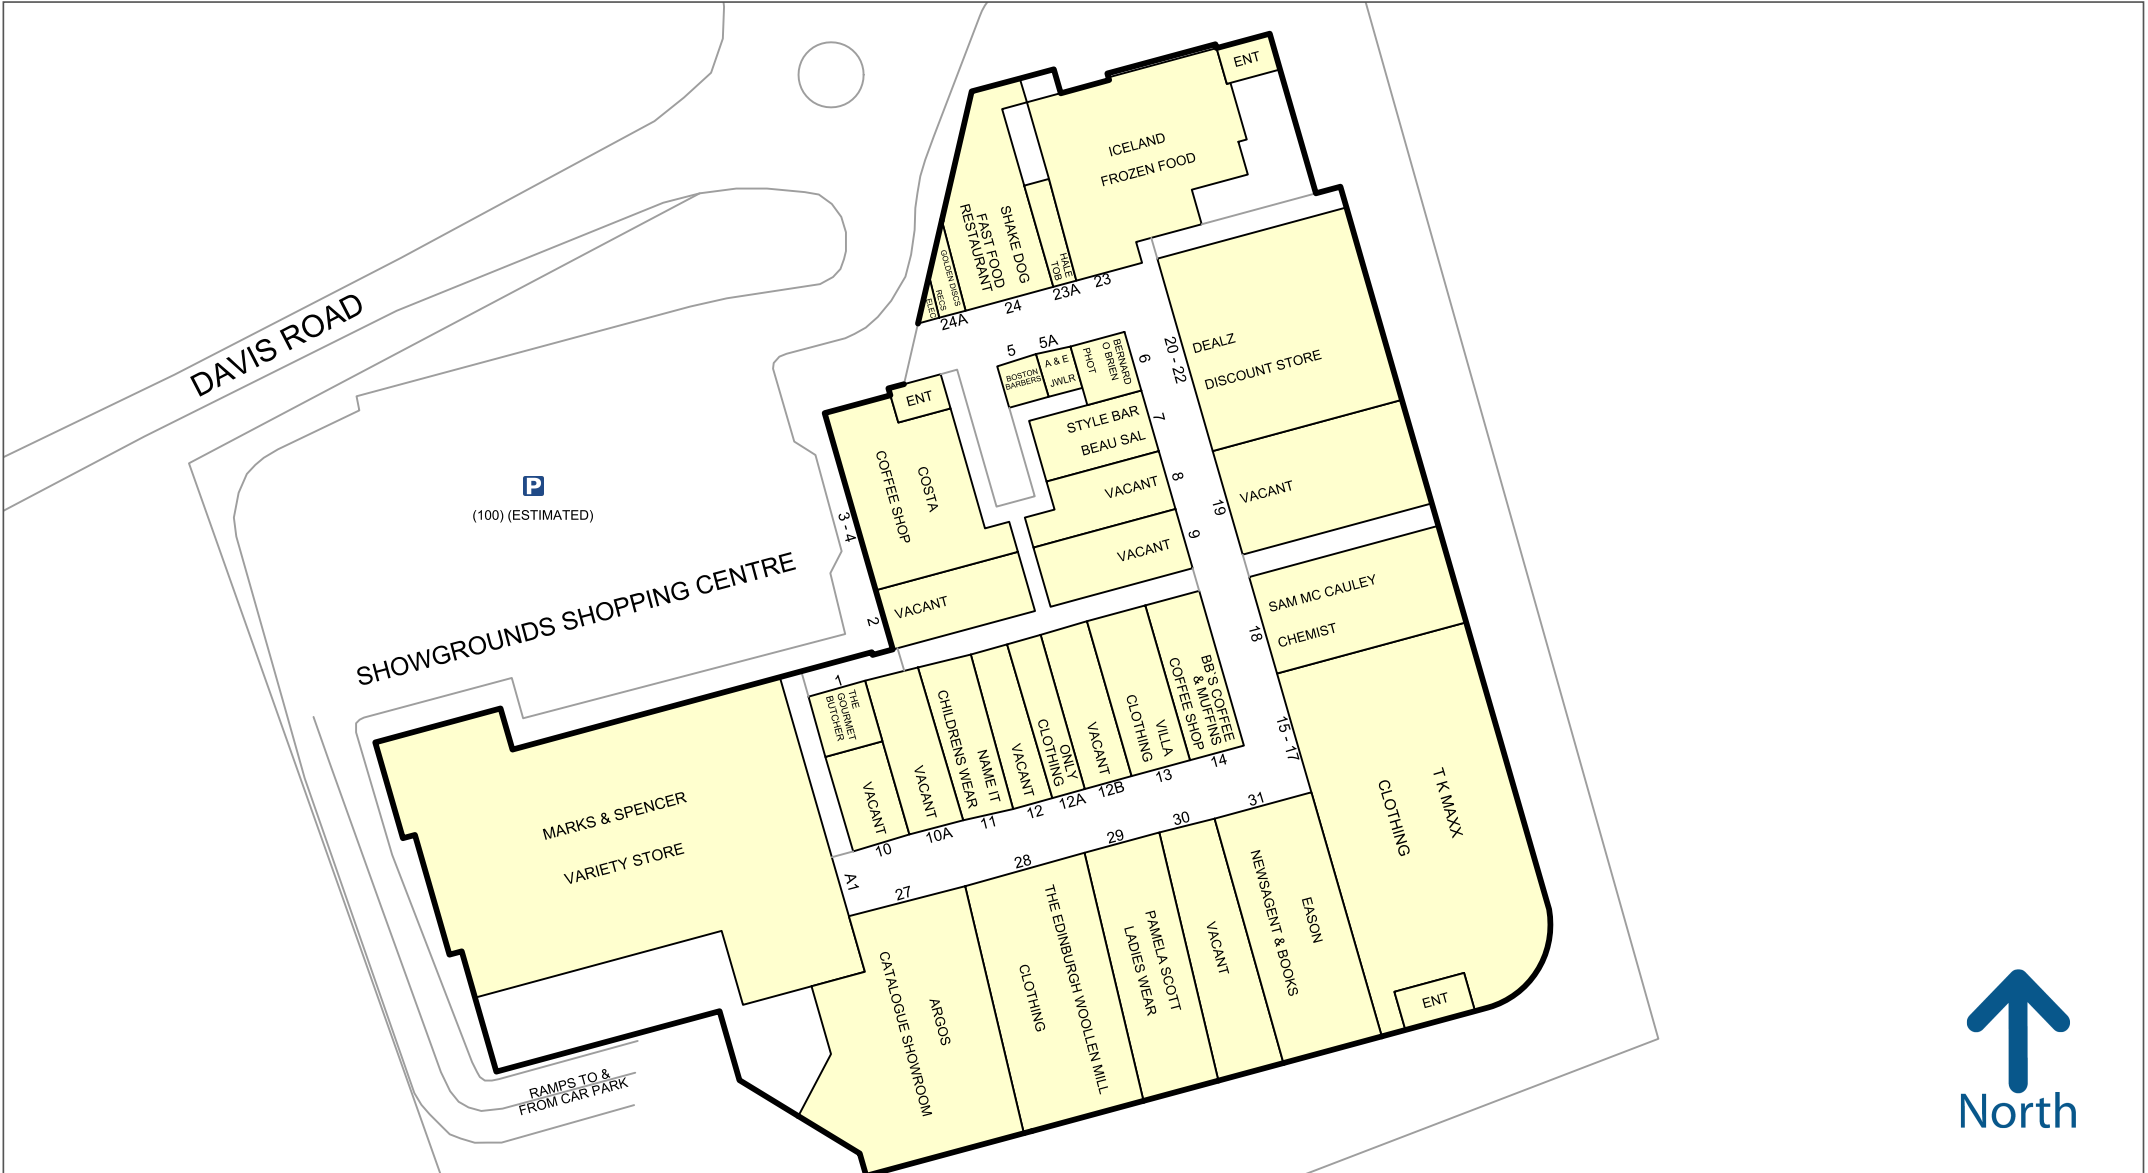 DAVIS ROAD
P
(100) (ESTIMATED)
SHOWGROUNDS SHOPPING CENTRE
ENT
ICELAND
FROZEN FOOD
SHAKE DOG
FAST FOOD
RESTAURANT
GOLDEN DISCS
RECS
ELEC
HALE
TOB
24A
24
23A
23
5
5A
6
BOSTON
BARBERS
A & E
JWLR
BERNARD
O BRIEN
PHOT
STYLE BAR
BEAU SAL
7
VACANT
8
VACANT
9
20 - 22
DEALZ
DISCOUNT STORE
19
VACANT
SAM MC CAULEY
CHEMIST
18
ENT
COSTA
COFFEE SHOP
3 - 4
VACANT
2
1
THE
GOURMET
BUTCHER
VACANT
10
VACANT
10A
NAME IT
CHILDRENS WEAR
11
VACANT
12
ONLY
CLOTHING
12A
VACANT
12B
VILLA
CLOTHING
13
BB'S COFFEE
& MUFFINS
COFFEE SHOP
14
15 - 17
T K MAXX
CLOTHING
ENT
MARKS & SPENCER
VARIETY STORE
A1
27
ARGOS
CATALOGUE SHOWROOM
28
THE EDINBURGH WOOLLEN MILL
CLOTHING
29
PAMELA SCOTT
LADIES WEAR
30
VACANT
31
EASON
NEWSAGENT & BOOKS
RAMPS TO &
FROM CAR PARK
North